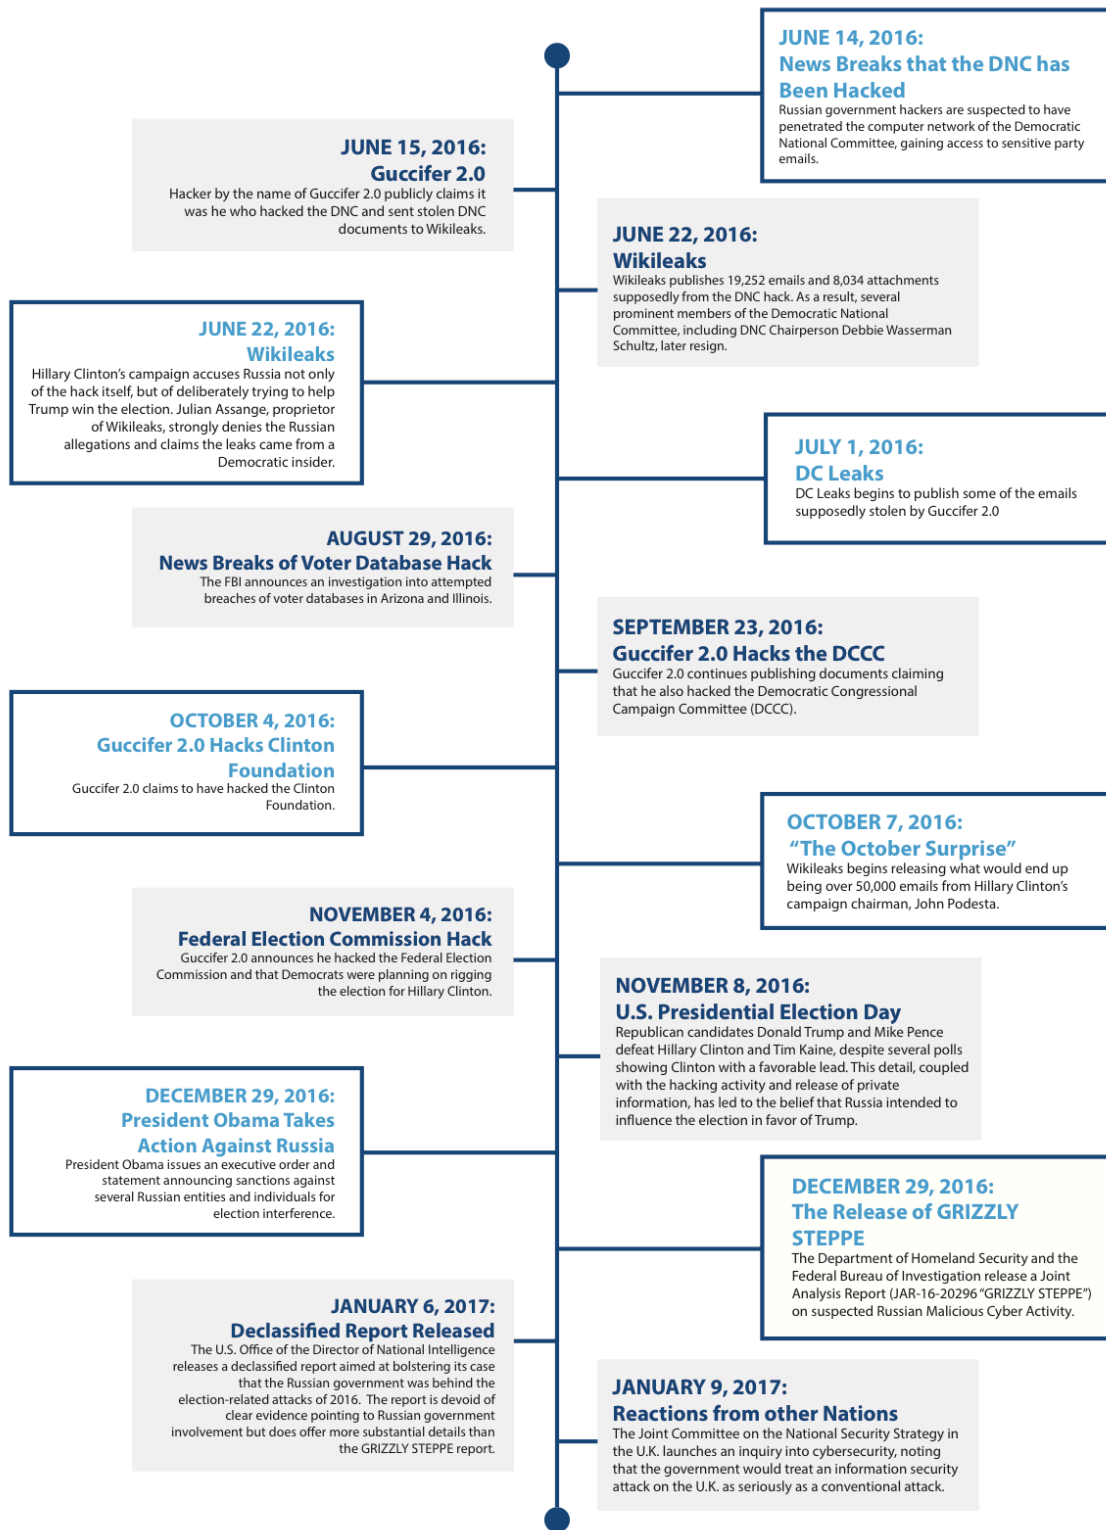 JUNE 14, 2016:
News Breaks that the DNC has
Been Hacked
Russian government hackers are suspected to have
penetrated the computer network of the Democratic
National Committee, gaining access to sensitive party
emails.
JUNE 15, 2016:
Guccifer 2.0
Hacker by the name of Guccifer 2.0 publicly claims it
was he who hacked the DNC and sent stolen DNC
documents to Wikileaks.
JUNE 22, 2016:
Wikileaks
Wikileaks publishes 19,252 emails and 8,034 attachments
supposedly from the DNC hack. As a result, several
prominent members of the Democratic National
Committee, including DNC Chairperson Debbie Wasserman
Schultz, later resign.
JUNE 22, 2016:
Wikileaks
Hillary Clinton's campaign accuses Russia not only
of the hack itself, but of deliberately trying to help
Trump win the election. Julian Assange, proprietor
of Wikileaks, strongly denies the Russian
allegations and claims the leaks came from a
Democratic insider.
JULY 1, 2016:
DC Leaks
DC Leaks begins to publish some of the emails
supposedly stolen by Guccifer 2.0
AUGUST 29, 2016:
News Breaks of Voter Database Hack
The FBI announces an investigation into attempted
breaches of voter databases in Arizona and Illinois.
SEPTEMBER 23, 2016:
Guccifer 2.0 Hacks the DCCC
Guccifer 2.0 continues publishing documents claiming
that he also hacked the Democratic Congressional
Campaign Committee (DCCC).
OCTOBER 4, 2016:
Guccifer 2.0 Hacks Clinton
Foundation
Guccifer 2.0 claims to have hacked the Clinton
Foundation.
OCTOBER 7, 2016:
“The October Surprise”
Wikileaks begins releasing what would end up
being over 50,000 emails from Hillary Clinton's
campaign chairman, John Podesta.
NOVEMBER 4, 2016:
Federal Election Commission Hack
Guccifer 2.0 announces he hacked the Federal Election
Commission and that Democrats were planning on rigging
the election for Hillary Clinton.
NOVEMBER 8, 2016:
U.S. Presidential Election Day
Republican candidates Donald Trump and Mike Pence
defeat Hillary Clinton and Tim Kaine, despite several polls
showing Clinton with a favorable lead. This detail, coupled
with the hacking activity and release of private
information, has led to the belief that Russia intended to
influence the election in favor of Trump.
DECEMBER 29, 2016:
President Obama Takes
Action Against Russia
President Obama issues an executive order and
statement announcing sanctions against
several Russian entities and individuals for
election interference.
DECEMBER 29, 2016:
The Release of GRIZZLY
STEPPE
The Department of Homeland Security and the
Federal Bureau of Investigation release a Joint
Analysis Report (JAR-16-20296 “GRIZZLY STEPPE”)
on suspected Russian Malicious Cyber Activity.
JANUARY 6, 2017:
Declassified Report Released
The U.S. Office of the Director of National Intelligence
releases a declassified report aimed at bolstering its case
that the Russian government was behind the
election-related attacks of 2016. The report is devoid of
clear evidence pointing to Russian government
involvement but does offer more substantial details than
the GRIZZLY STEPPE report.
JANUARY 9, 2017:
Reactions from other Nations
The Joint Committee on the National Security Strategy in
the U.K. launches an inquiry into cybersecurity, noting
that the government would treat an information security
attack on the U.K. as seriously as a conventional attack.